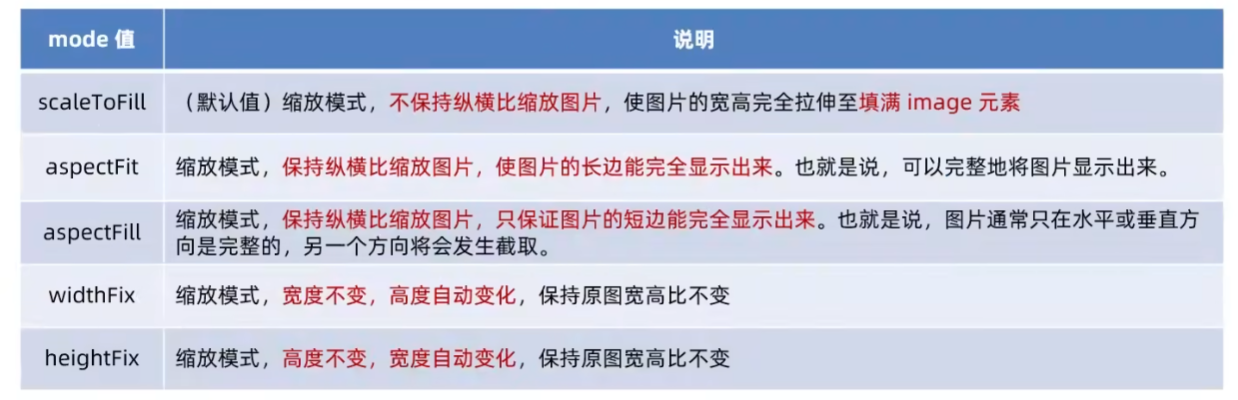 mode 值 说明
scaleToFill （默认值）缩放模式，不保持纵横比缩放图片，使图片的宽高完全拉伸至填满 image 元素
aspectFit 缩放模式，保持纵横比缩放图片，使图片的长边能完全显示出来。也就是说，可以完整地将图片显示出来。
aspectFill 缩放模式，保持纵横比缩放图片，只保证图片的短边能完全显示出来。也就是说，图片通常只在水平或垂直方
向是完整的，另一个方向将会发生截取。
widthFix 缩放模式，宽度不变，高度自动变化，保持原图宽高比不变
heightFix 缩放模式，高度不变，宽度自动变化，保持原图宽高比不变